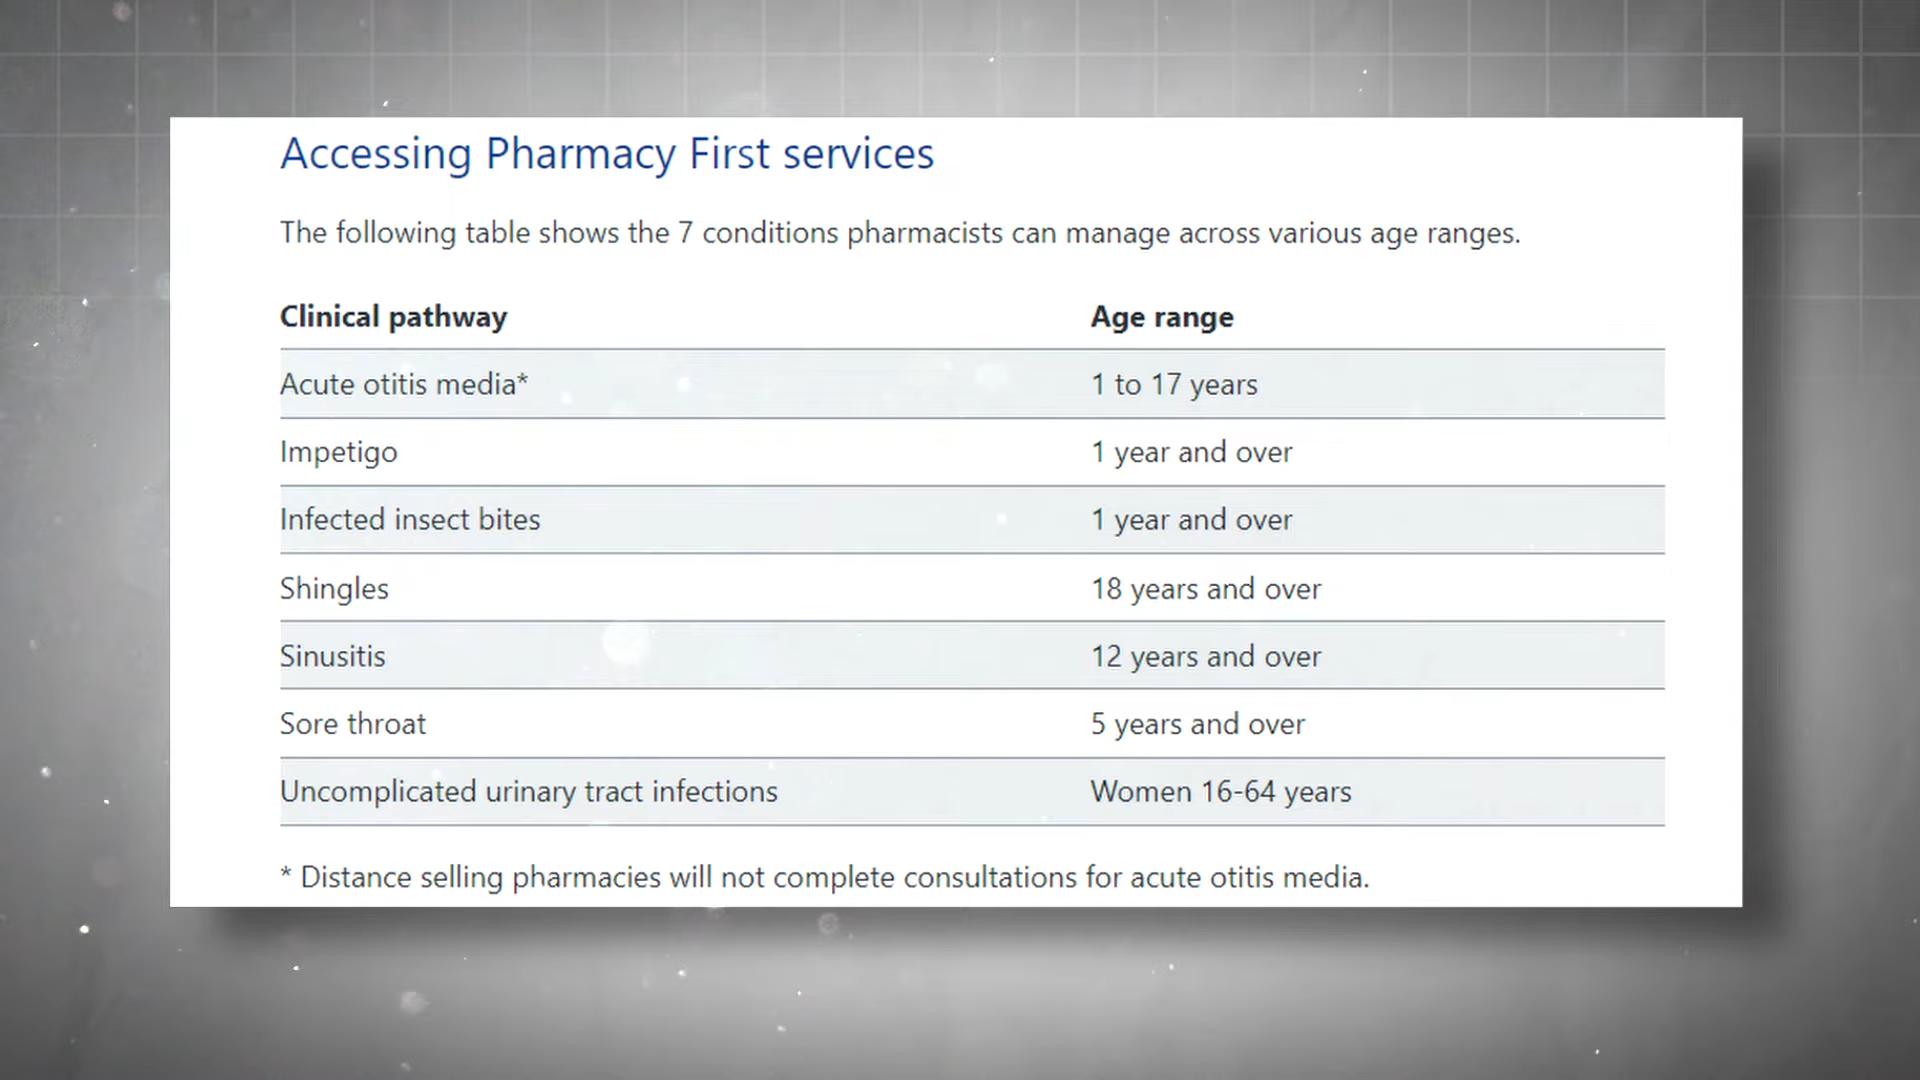 Accessing Pharmacy First services
The following table shows the 7 conditions pharmacists can manage across various age ranges.
Clinical pathway Age range
Acute otitis media* 1 to 17 years
Impetigo 1 year and over
Infected insect bites 1 year and over
Shingles 18 years and over
Sinusitis 12 years and over
Sore throat 5 years and over
Uncomplicated urinary tract infections Women 16-64 years
* Distance selling pharmacies will not complete consultations for acute otitis media.